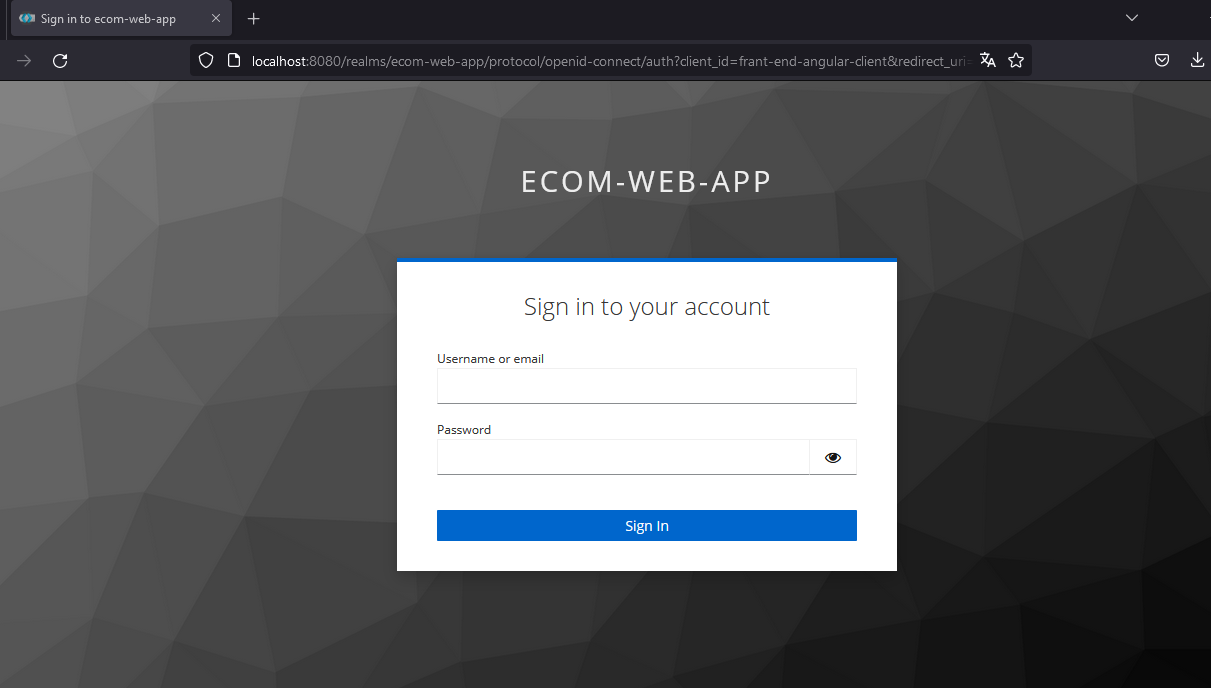 Sign in to ecom-web-app
localhost:8080/realms/ecom-web-app/protocol/openid-connect/auth?client_id=frant-end-angular-client&redirect_uri=
ECOM-WEB-APP
Sign in to your account
Username or email
Password
Sign In